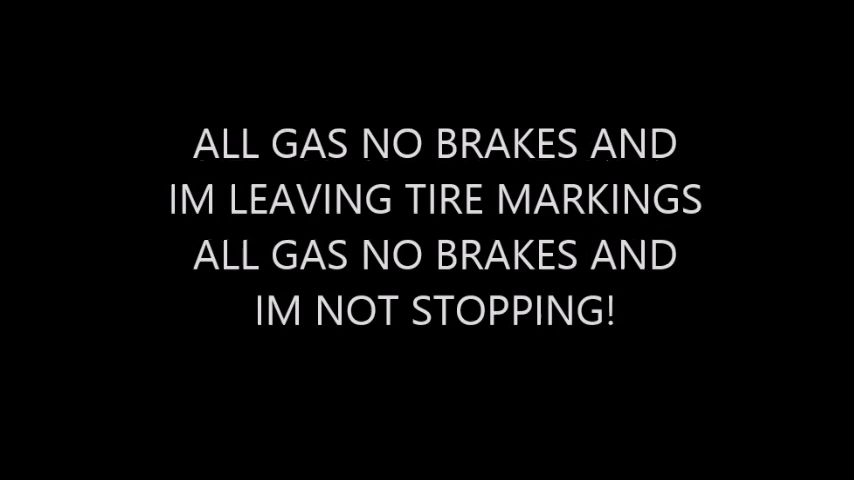 ALL GAS NO BRAKES AND
IM LEAVING TIRE MARKINGS
ALL GAS NO BRAKES AND
IM NOT STOPPING!